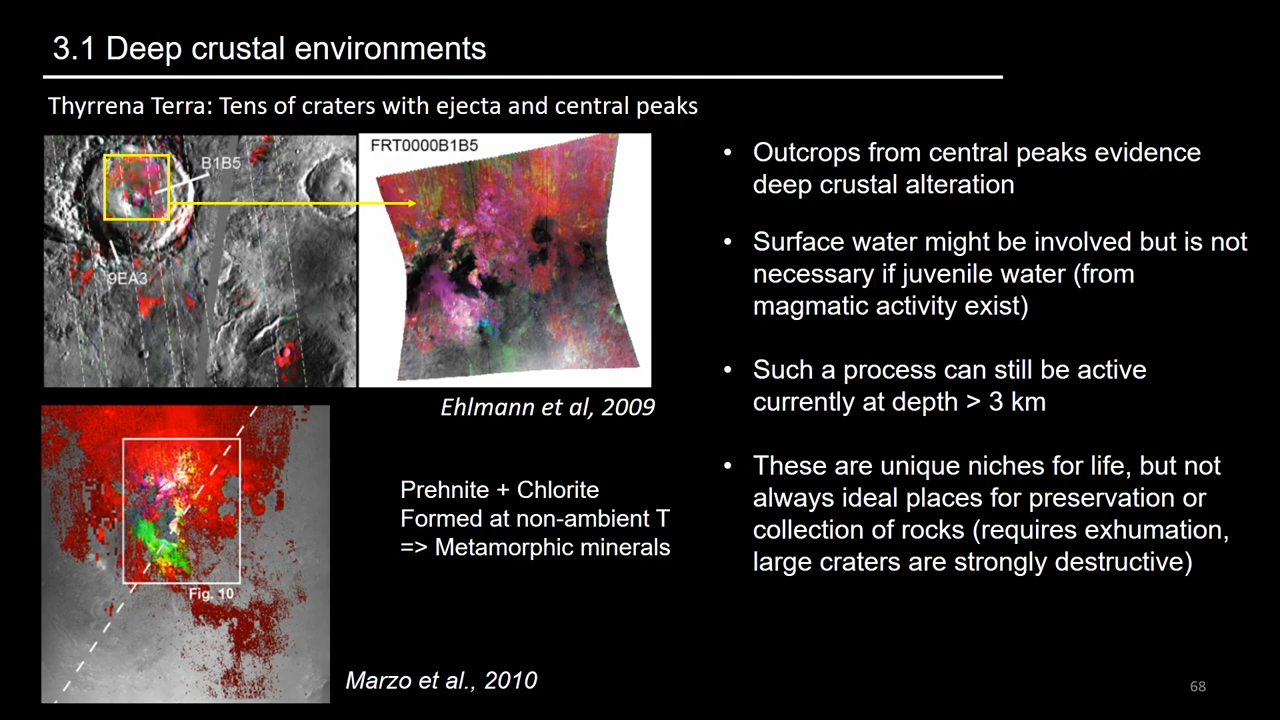 3.1 Deep crustal environments
Thyrrena Terra: Tens of craters with ejecta and central peaks
B1B5
9EA3
FRT0000B1B5
Ehlmann et al, 2009
Fig. 10
Prehnite + Chlorite
Formed at non-ambient T
=> Metamorphic minerals
Marzo et al., 2010
• Outcrops from central peaks evidence
deep crustal alteration
• Surface water might be involved but is not
necessary if juvenile water (from
magmatic activity exist)
• Such a process can still be active
currently at depth > 3 km
• These are unique niches for life, but not
always ideal places for preservation or
collection of rocks (requires exhumation,
large craters are strongly destructive)
68